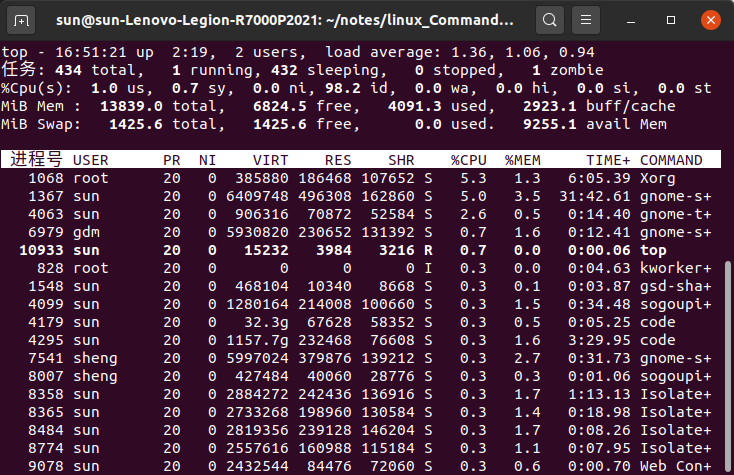 sun@sun-Lenovo-Legion-R7000P2021: ~/notes/linux_Command...
top - 16:51:21 up  2:19,  2 users,  load average: 1.36, 1.06, 0.94
任务: 434 total,   1 running, 432 sleeping,   0 stopped,   1 zombie
%Cpu(s):  1.0 us,  0.7 sy,  0.0 ni, 98.2 id,  0.0 wa,  0.0 hi,  0.0 si,  0.0 st
MiB Mem :  13839.0 total,   6824.5 free,   4091.3 used,   2923.1 buff/cache
MiB Swap:   1425.6 total,   1425.6 free,      0.0 used.   9255.1 avail Mem
进程号 USER      PR  NI    VIRT    RES    SHR    %CPU  %MEM     TIME+ COMMAND
1068 root      20   0  385880 186468 107652 S   5.3   1.3   6:05.39 Xorg
1367 sun       20   0 6409748 496308 162860 S   5.0   3.5  31:42.61 gnome-s+
4063 sun       20   0  906316  70872  52584 S   2.6   0.5   0:14.40 gnome-t+
6979 gdm       20   0 5930820 230652 131392 S   0.7   1.6   0:12.41 gnome-s+
10933 sun       20   0   15232   3984   3216 R   0.7   0.0   0:00.06 top
828 root      20   0       0      0      0 I   0.3   0.0   0:04.63 kworker+
1548 sun       20   0  468104  10340   8668 S   0.3   0.1   0:03.87 gsd-sha+
4099 sun       20   0 1280164 214008 100660 S   0.3   1.5   0:34.48 sogoupi+
4179 sun       20   0   32.3g  67628  58352 S   0.3   0.5   0:05.25 code
4295 sun       20   0 1157.7g 232468  76608 S   0.3   1.6   3:29.95 code
7541 sheng     20   0 5997024 379876 139212 S   0.3   2.7   0:31.73 gnome-s+
8007 sheng     20   0  427484  40060  28776 S   0.3   0.3   0:01.06 sogoupi+
8358 sun       20   0 2884272 242436 136916 S   0.3   1.7   1:13.13 Isolate+
8365 sun       20   0 2733268 198960 130584 S   0.3   1.4   0:18.98 Isolate+
8484 sun       20   0 2819356 239128 146204 S   0.3   1.7   0:08.26 Isolate+
8774 sun       20   0 2557616 160988 115184 S   0.3   1.1   0:07.95 Isolate+
9078 sun       20   0 2432544  84476  72060 S   0.3   0.6   0:00.70 Web Con+